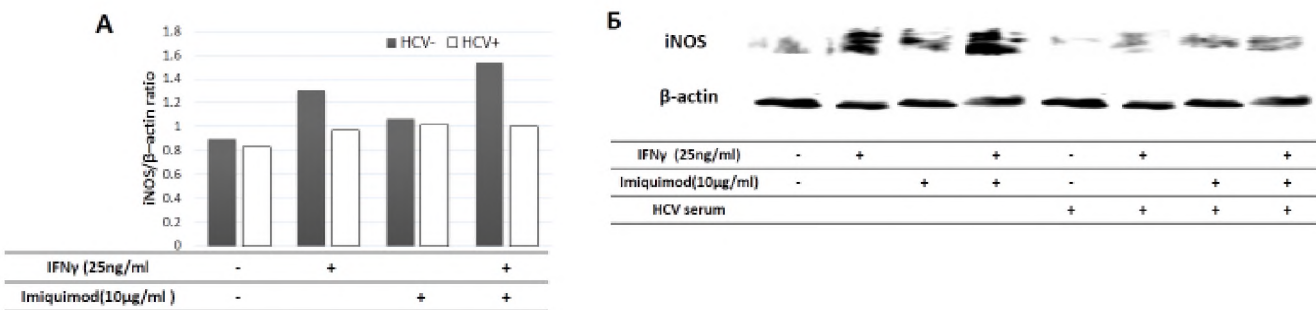 А
1.8
1.6
1.4
1.2
1
0.8
0.6
0.4
0.2
0
iNOS/β–actin ratio
HCV- HCV+
IFNγ (25ng/ml - + +
Imiquimod(10µg/ml ) - + +
Б
iNOS
β-actin
IFNγ (25ng/ml) - + + - + +
Imiquimod(10µg/ml) - + + - + +
HCV serum + + + +